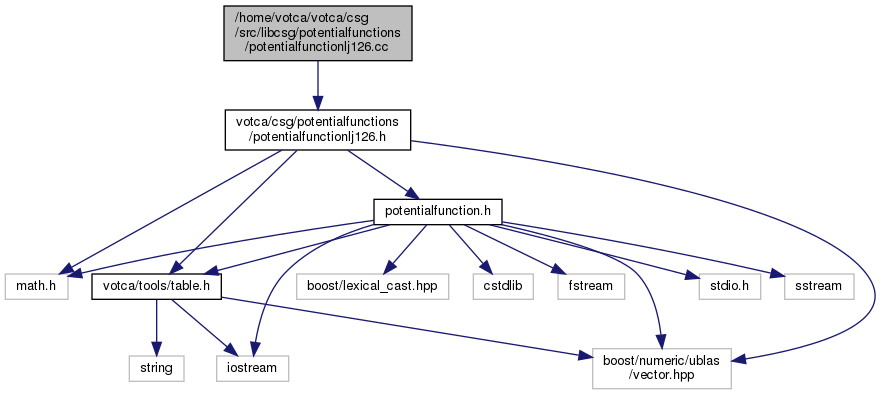 /home/votca/votca/csg
/src/libcsg/potentialfunctions
/potentialfunctionlj126.cc
votca/csg/potentialfunctions
/potentialfunctionlj126.h
potentialfunction.h
math.h
votca/tools/table.h
boost/lexical_cast.hpp
cstdlib
fstream
stdio.h
sstream
string
iostream
boost/numeric/ublas
/vector.hpp